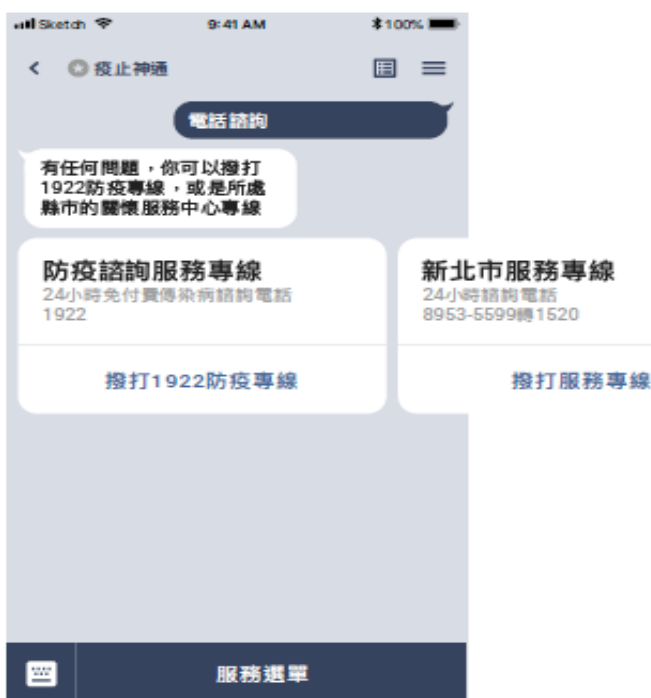 Sketch
9:41 AM
100%
疫止神通
電話諮詢
有任何問題，你可以撥打
1922防疫專線，或是所處
縣市的關懷服務中心專線
防疫諮詢服務專線
24小時免付費傳染病諮詢電話
1922
撥打1922防疫專線
新北市服務專線
24小時諮詢電話
8953-5599轉1520
撥打服務專線
服務選單